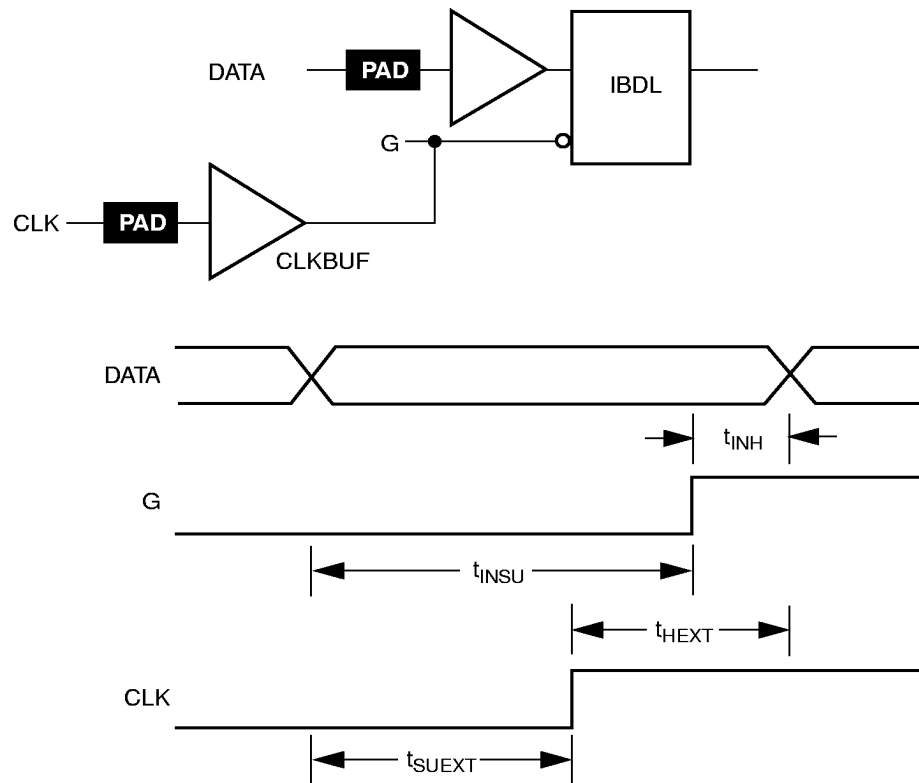 DATA
PAD
IBDL
G
CLK
PAD
CLKBUF
DATA
tINH
G
tINSU
tHEXT
CLK
tSUEXT